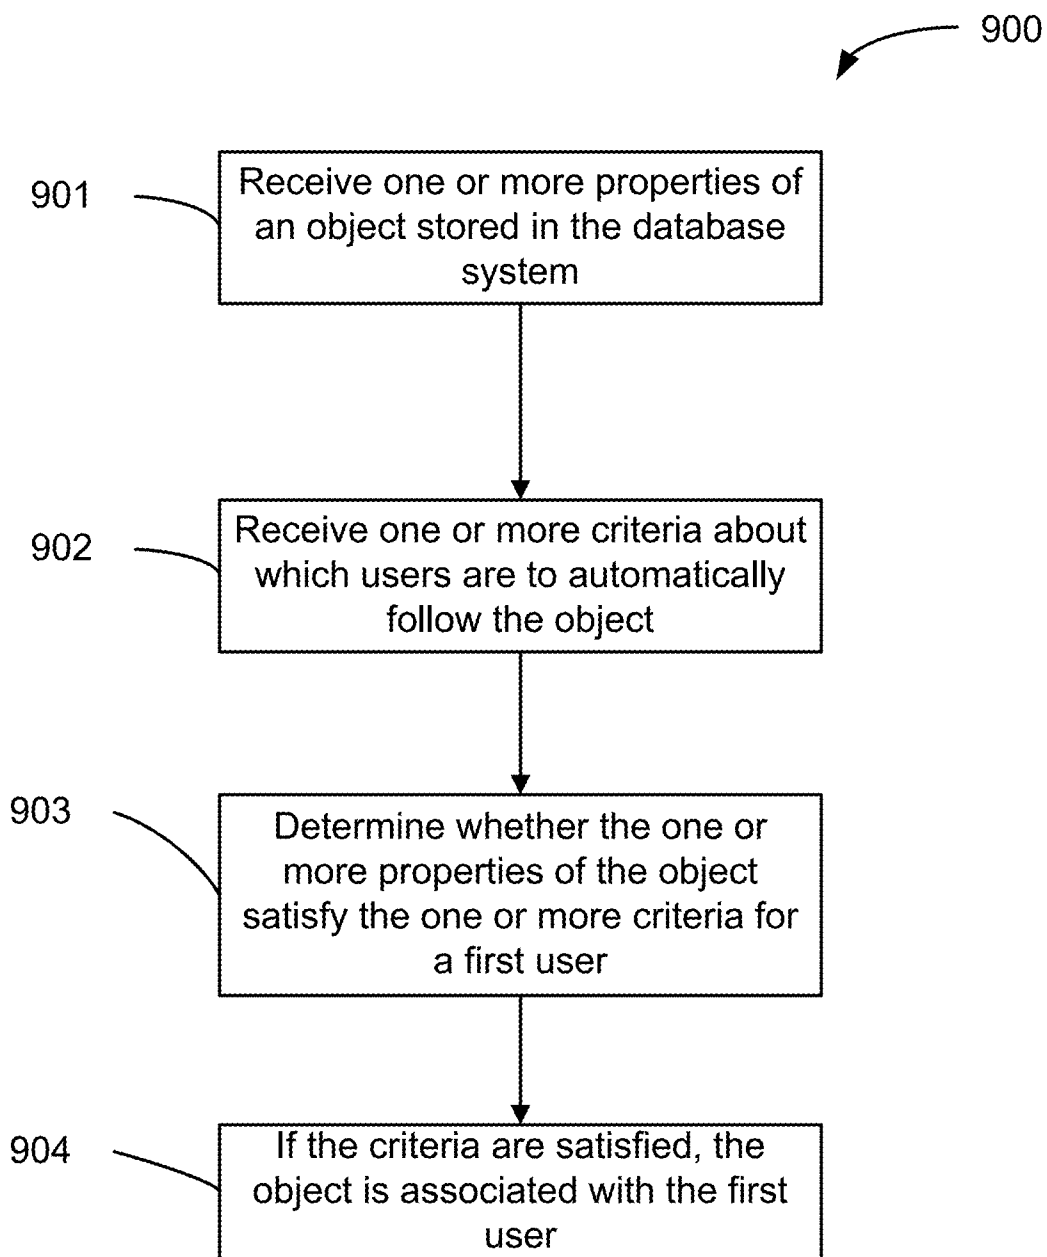 900
901
Receive one or more properties of
an object stored in the database
system
902
Receive one or more criteria about
which users are to automatically
follow the object
903
Determine whether the one or
more properties of the object
satisfy the one or more criteria for
a first user
904
If the criteria are satisfied, the
object is associated with the first
user